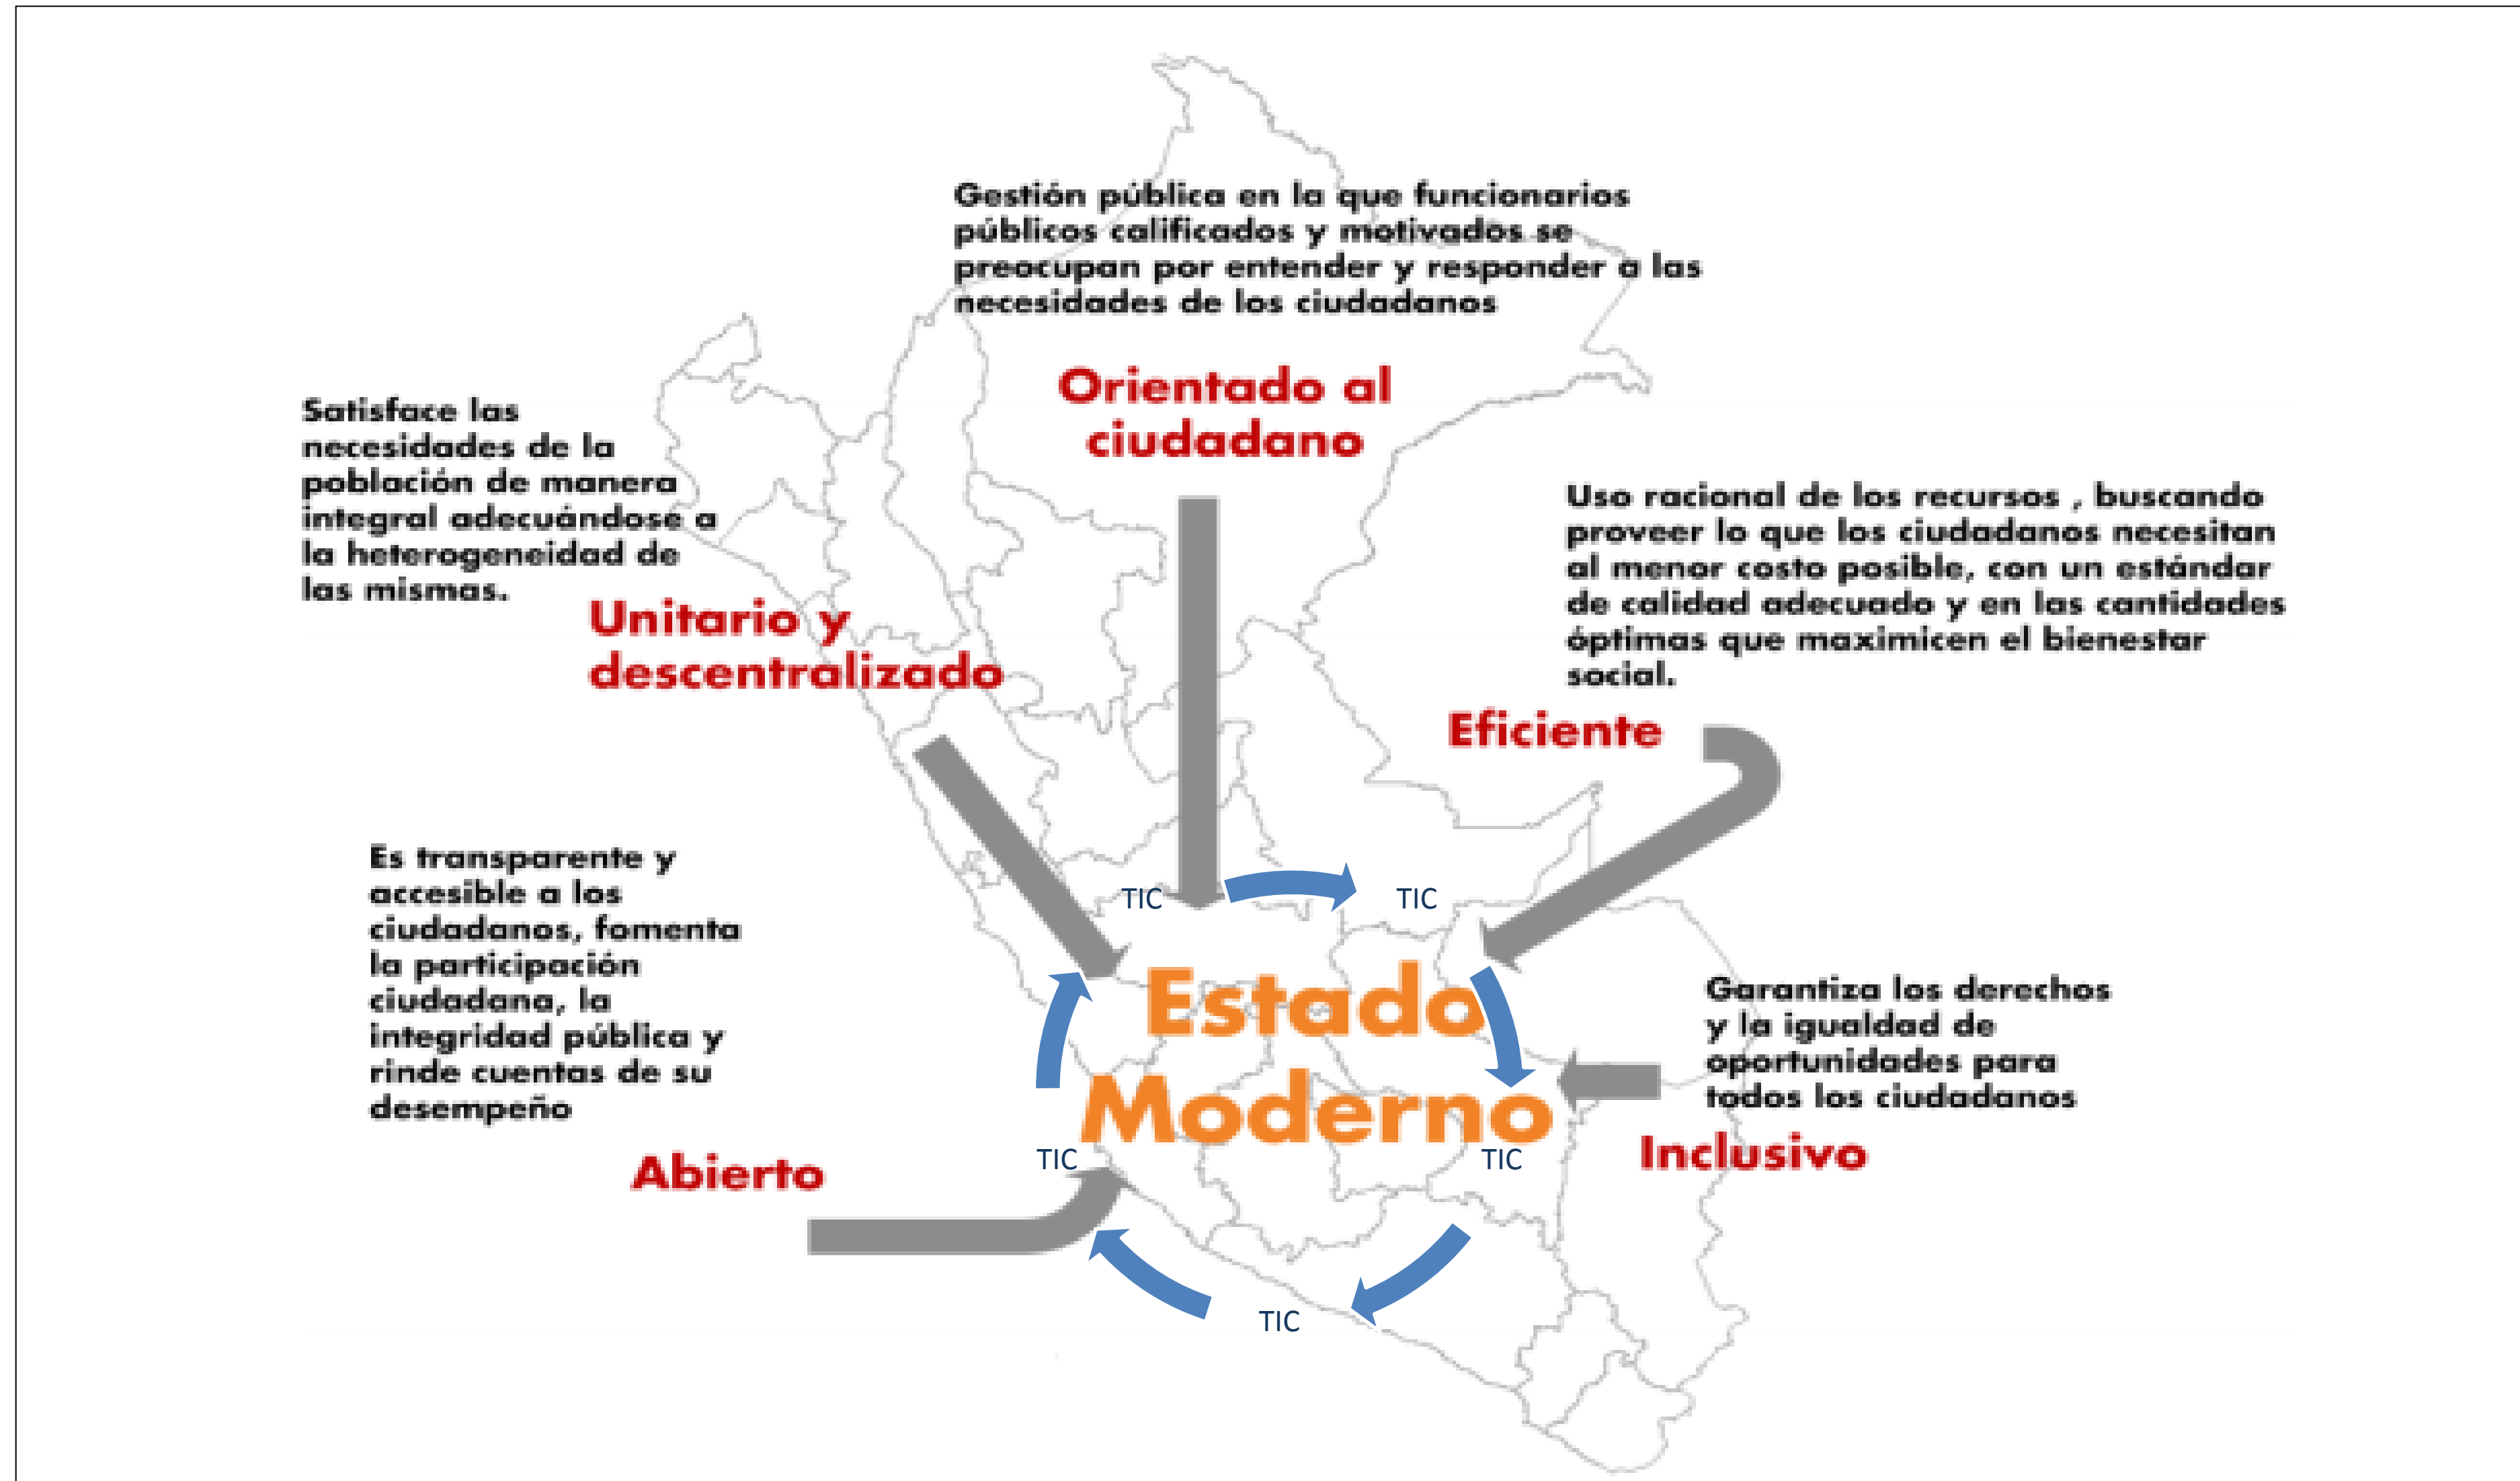 Gestión pública en la que funcionarios
públicos calificados y motivados se
preocupan por entender y responder a las
necesidades de los ciudadanos
Orientado al
ciudadano
Satisface las
necesidades de la
población de manera
integral adecuándose a
la heterogeneidad de
las mismas.
Unitario y
descentralizado
Uso racional de los recursos , buscando
proveer lo que los ciudadanos necesitan
al menor costo posible, con un estándar
de calidad adecuado y en las cantidades
óptimas que maximicen el bienestar
social.
Eficiente
Es transparente y
accesible a los
ciudadanos, fomenta
la participación
ciudadana, la
integridad pública y
rinde cuentas de su
desempeño
Abierto
TIC
TIC
Estado
Moderno
Garantiza los derechos
y la igualdad de
oportunidades para
todos los ciudadanos
Inclusivo
TIC
TIC
TIC